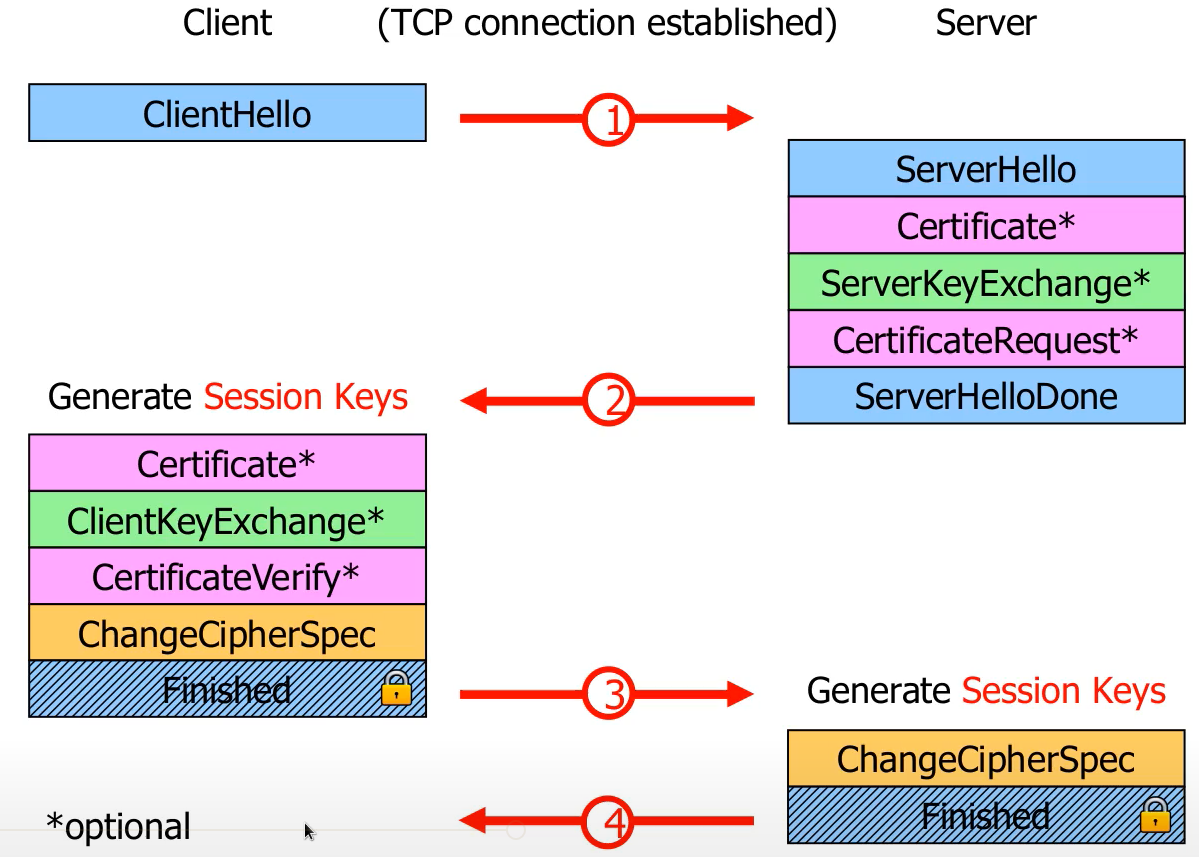 Client (TCP connection established) Server
ClientHello
1
ServerHello
Certificate*
ServerKeyExchange*
CertificateRequest*
ServerHelloDone
2
Generate Session Keys
Certificate*
ClientKeyExchange*
CertificateVerify*
ChangeCipherSpec
Finished
3
Generate Session Keys
ChangeCipherSpec
Finished
4
*optional